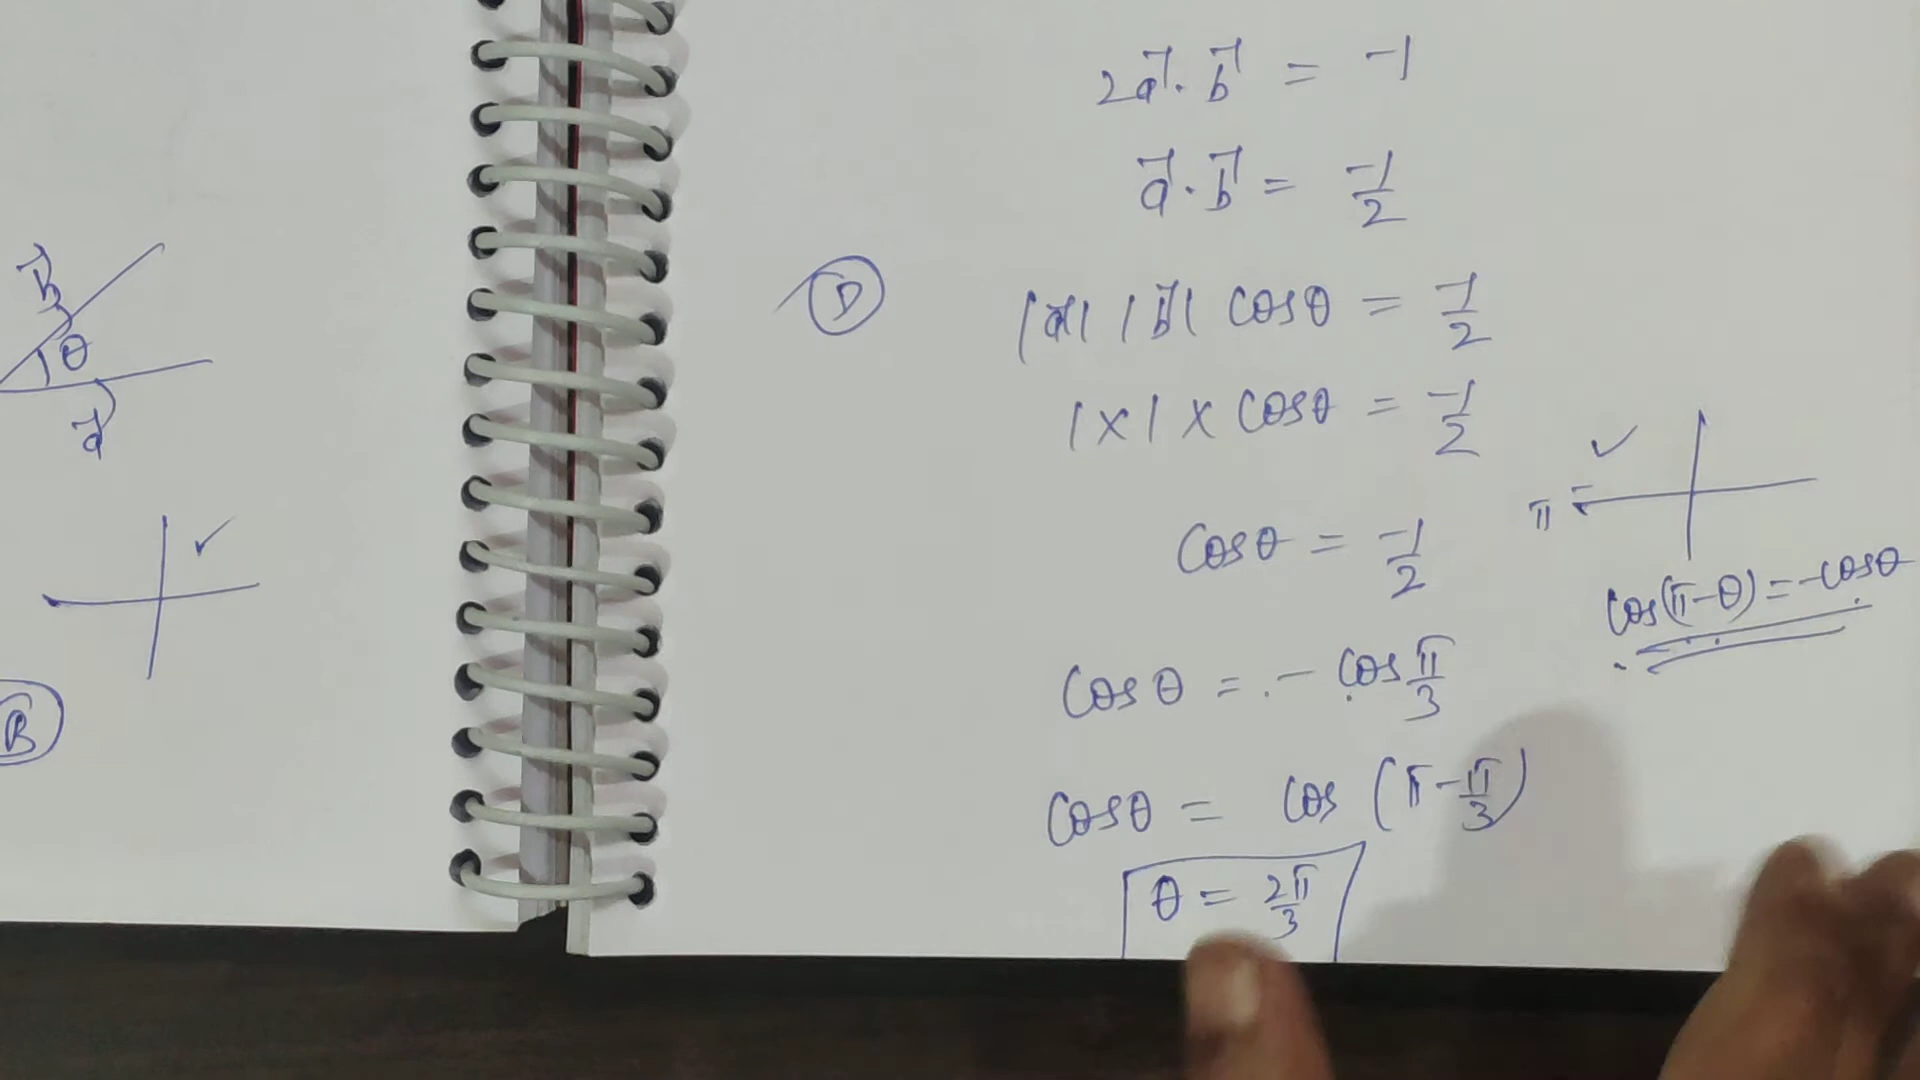 b⃗
θ
a⃗
✓
B
2a⃗ . b⃗ = -1
a⃗ . b⃗ = -1/2
D
|a⃗| |b⃗| cosθ = -1/2
1 × 1 × cosθ = -1/2
cosθ = -1/2
✓
π
cos(π-θ) = -cosθ
cosθ = - cos π/3
cosθ = cos (π - π/3)
θ = 2π/3